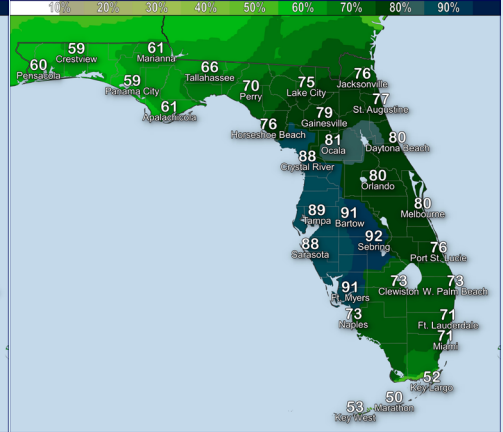 10% 20% 30% 40% 50% 60% 70% 80% 90%
59
Crestview
61
Marianna
60
Pensacola
66
Tallahassee
59
Panama City
61
Apalachicola
70
Perry
75
Lake City
76
Jacksonville
77
St. Augustine
79
Gainesville
76
Horseshoe Beach
81
Ocala
80
Daytona Beach
88
Crystal River
80
Orlando
89
Tampa
91
Bartow
80
Melbourne
92
Sebring
88
Sarasota
76
Port St. Lucie
73
Clewiston
73
W. Palm Beach
91
Ft. Myers
73
Naples
71
Ft. Lauderdale
71
Miami
52
Key Largo
50
Marathon
53
Key West